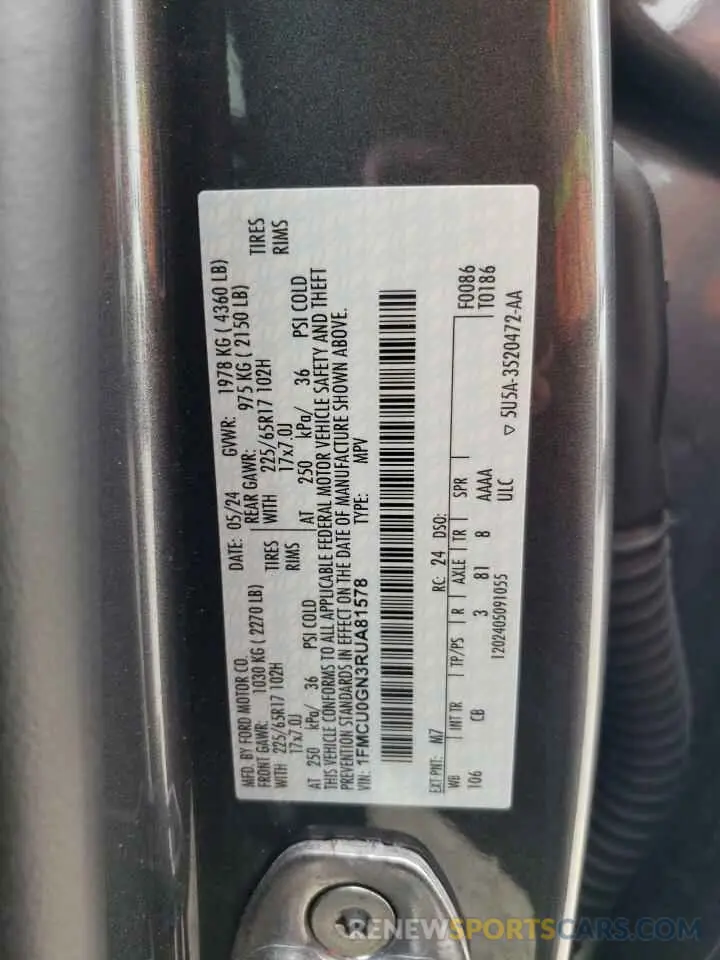 MFD. BY FORD MOTOR CO. DATE: 05/24 GVWR: 1978 KG ( 4360 LB)
FRONT GAWR: 1030 KG ( 2270 LB) REAR GAWR: 975 KG ( 2150 LB)
WITH 225/65R17 102H TIRES WITH 225/65R17 102H TIRES
17x7.0J RIMS 17x7.0J RIMS
AT 250 kPa/ 36 PSI COLD AT 250 kPa/ 36 PSI COLD
THIS VEHICLE CONFORMS TO ALL APPLICABLE FEDERAL MOTOR VEHICLE SAFETY AND THEFT
PREVENTION STANDARDS IN EFFECT ON THE DATE OF MANUFACTURE SHOWN ABOVE.
VIN: 1FMCU0GN3RUA81578 TYPE: MPV
EXT PNT: M7 RC: 24 DSO: F0086
WB INT TR TP/PS R AXLE TR SPR T0186
106 CB 3 81 8 AAAA
ULC
1202405091055 5U5A-3520472-AA
RENEWSPORTSCARS.COM